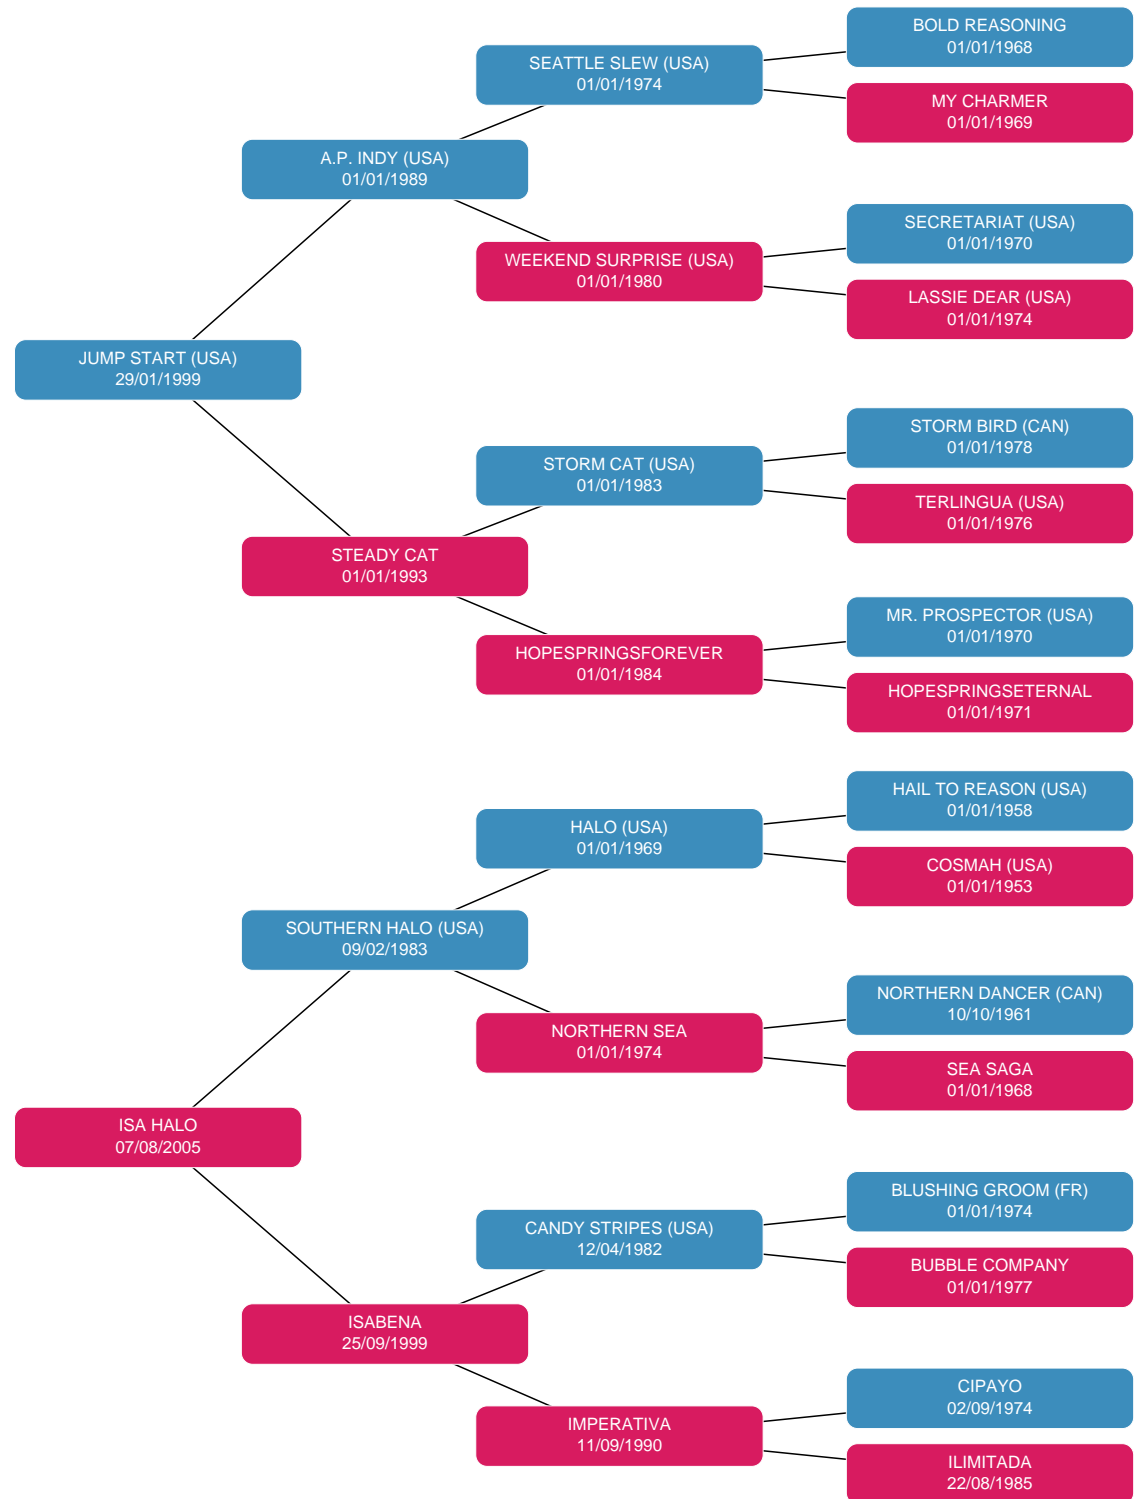 BOLD REASONING
01/01/1968
SEATTLE SLEW (USA)
01/01/1974
MY CHARMER
01/01/1969
A.P. INDY (USA)
01/01/1989
SECRETARIAT (USA)
01/01/1970
WEEKEND SURPRISE (USA)
01/01/1980
LASSIE DEAR (USA)
01/01/1974
JUMP START (USA)
29/01/1999
STORM BIRD (CAN)
01/01/1978
STORM CAT (USA)
01/01/1983
TERLINGUA (USA)
01/01/1976
STEADY CAT
01/01/1993
MR. PROSPECTOR (USA)
01/01/1970
HOPESPRINGSFOREVER
01/01/1984
HOPESPRINGSETERNAL
01/01/1971
HAIL TO REASON (USA)
01/01/1958
HALO (USA)
01/01/1969
COSMAH (USA)
01/01/1953
SOUTHERN HALO (USA)
09/02/1983
NORTHERN DANCER (CAN)
10/10/1961
NORTHERN SEA
01/01/1974
SEA SAGA
01/01/1968
ISA HALO
07/08/2005
BLUSHING GROOM (FR)
01/01/1974
CANDY STRIPES (USA)
12/04/1982
BUBBLE COMPANY
01/01/1977
ISABENA
25/09/1999
CIPAYO
02/09/1974
IMPERATIVA
11/09/1990
ILIMITADA
22/08/1985